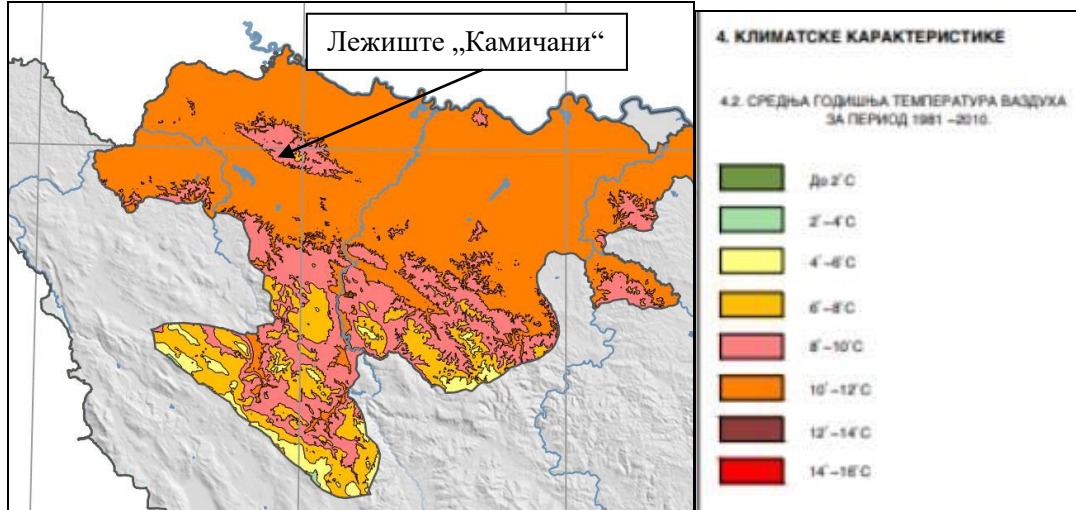 Лежиште „Камичани“
4. КЛИМАТСКЕ КАРАКТЕРИСТИКЕ
4.2. СРЕДЊА ГОДИШЊА ТЕМПЕРАТУРА ВАЗДУХА
ЗА ПЕРИОД 1981 –2010.
До 2°C
2°–4°C
4°–6°C
6°–8°C
8°–10°C
10°–12°C
12°–14°C
14°–16°C